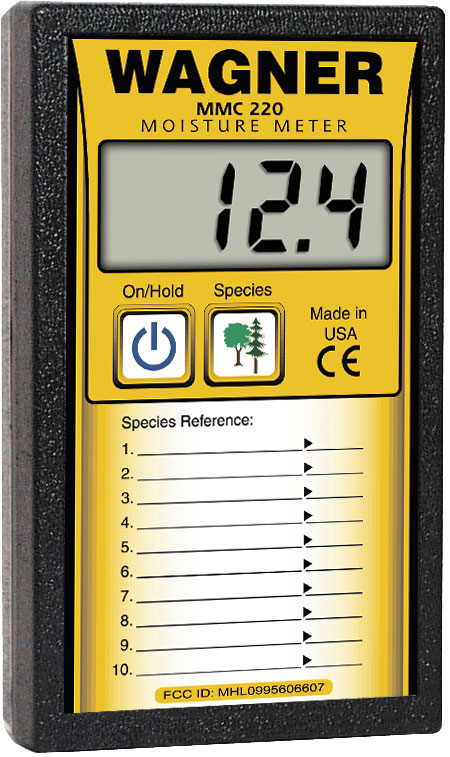 WAGNER
MMC 220
MOISTURE METER
12.4
On/Hold Species
Made in
USA
CE
Species Reference:
1.
2.
3.
4.
5.
6.
7.
8.
9.
10.
FCC ID: MHL0995606607